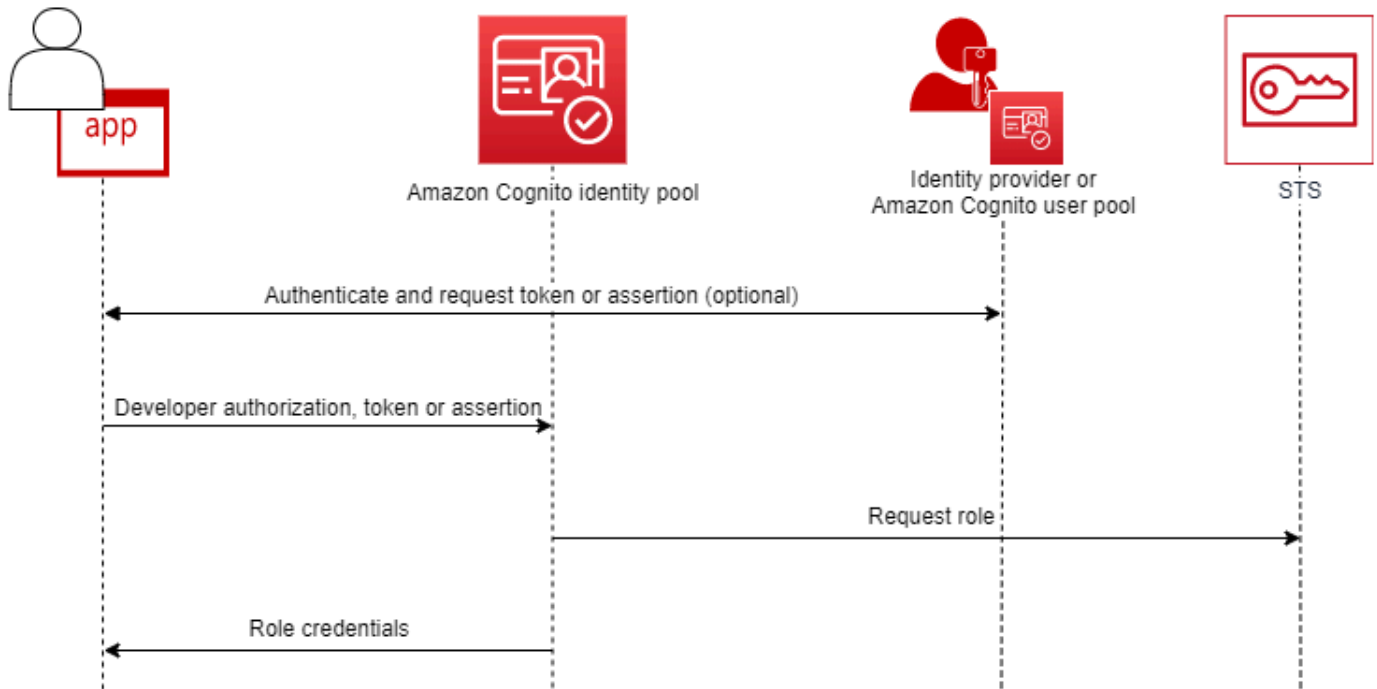 app
Amazon Cognito identity pool
Identity provider or
Amazon Cognito user pool
STS
Authenticate and request token or assertion (optional)
Developer authorization, token or assertion
Request role
Role credentials